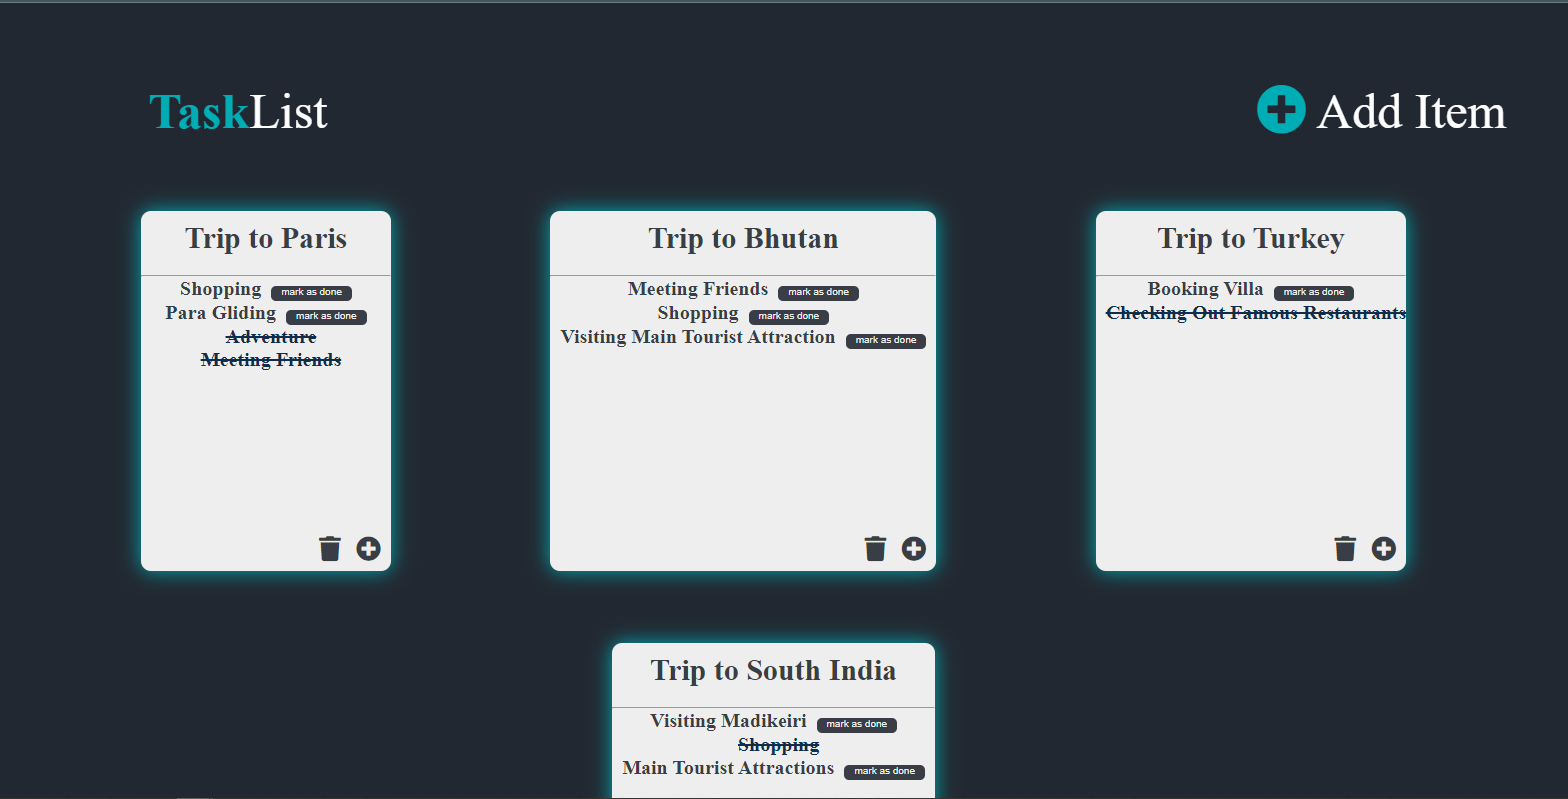 TaskList
Add Item
Trip to Paris
Shopping mark as done
Para Gliding mark as done
Adventure
Meeting Friends
Trip to Bhutan
Meeting Friends mark as done
Shopping mark as done
Visiting Main Tourist Attraction mark as done
Trip to Turkey
Booking Villa mark as done
Checking Out Famous Restaurants
Trip to South India
Visiting Madikeiri mark as done
Shopping
Main Tourist Attractions mark as done